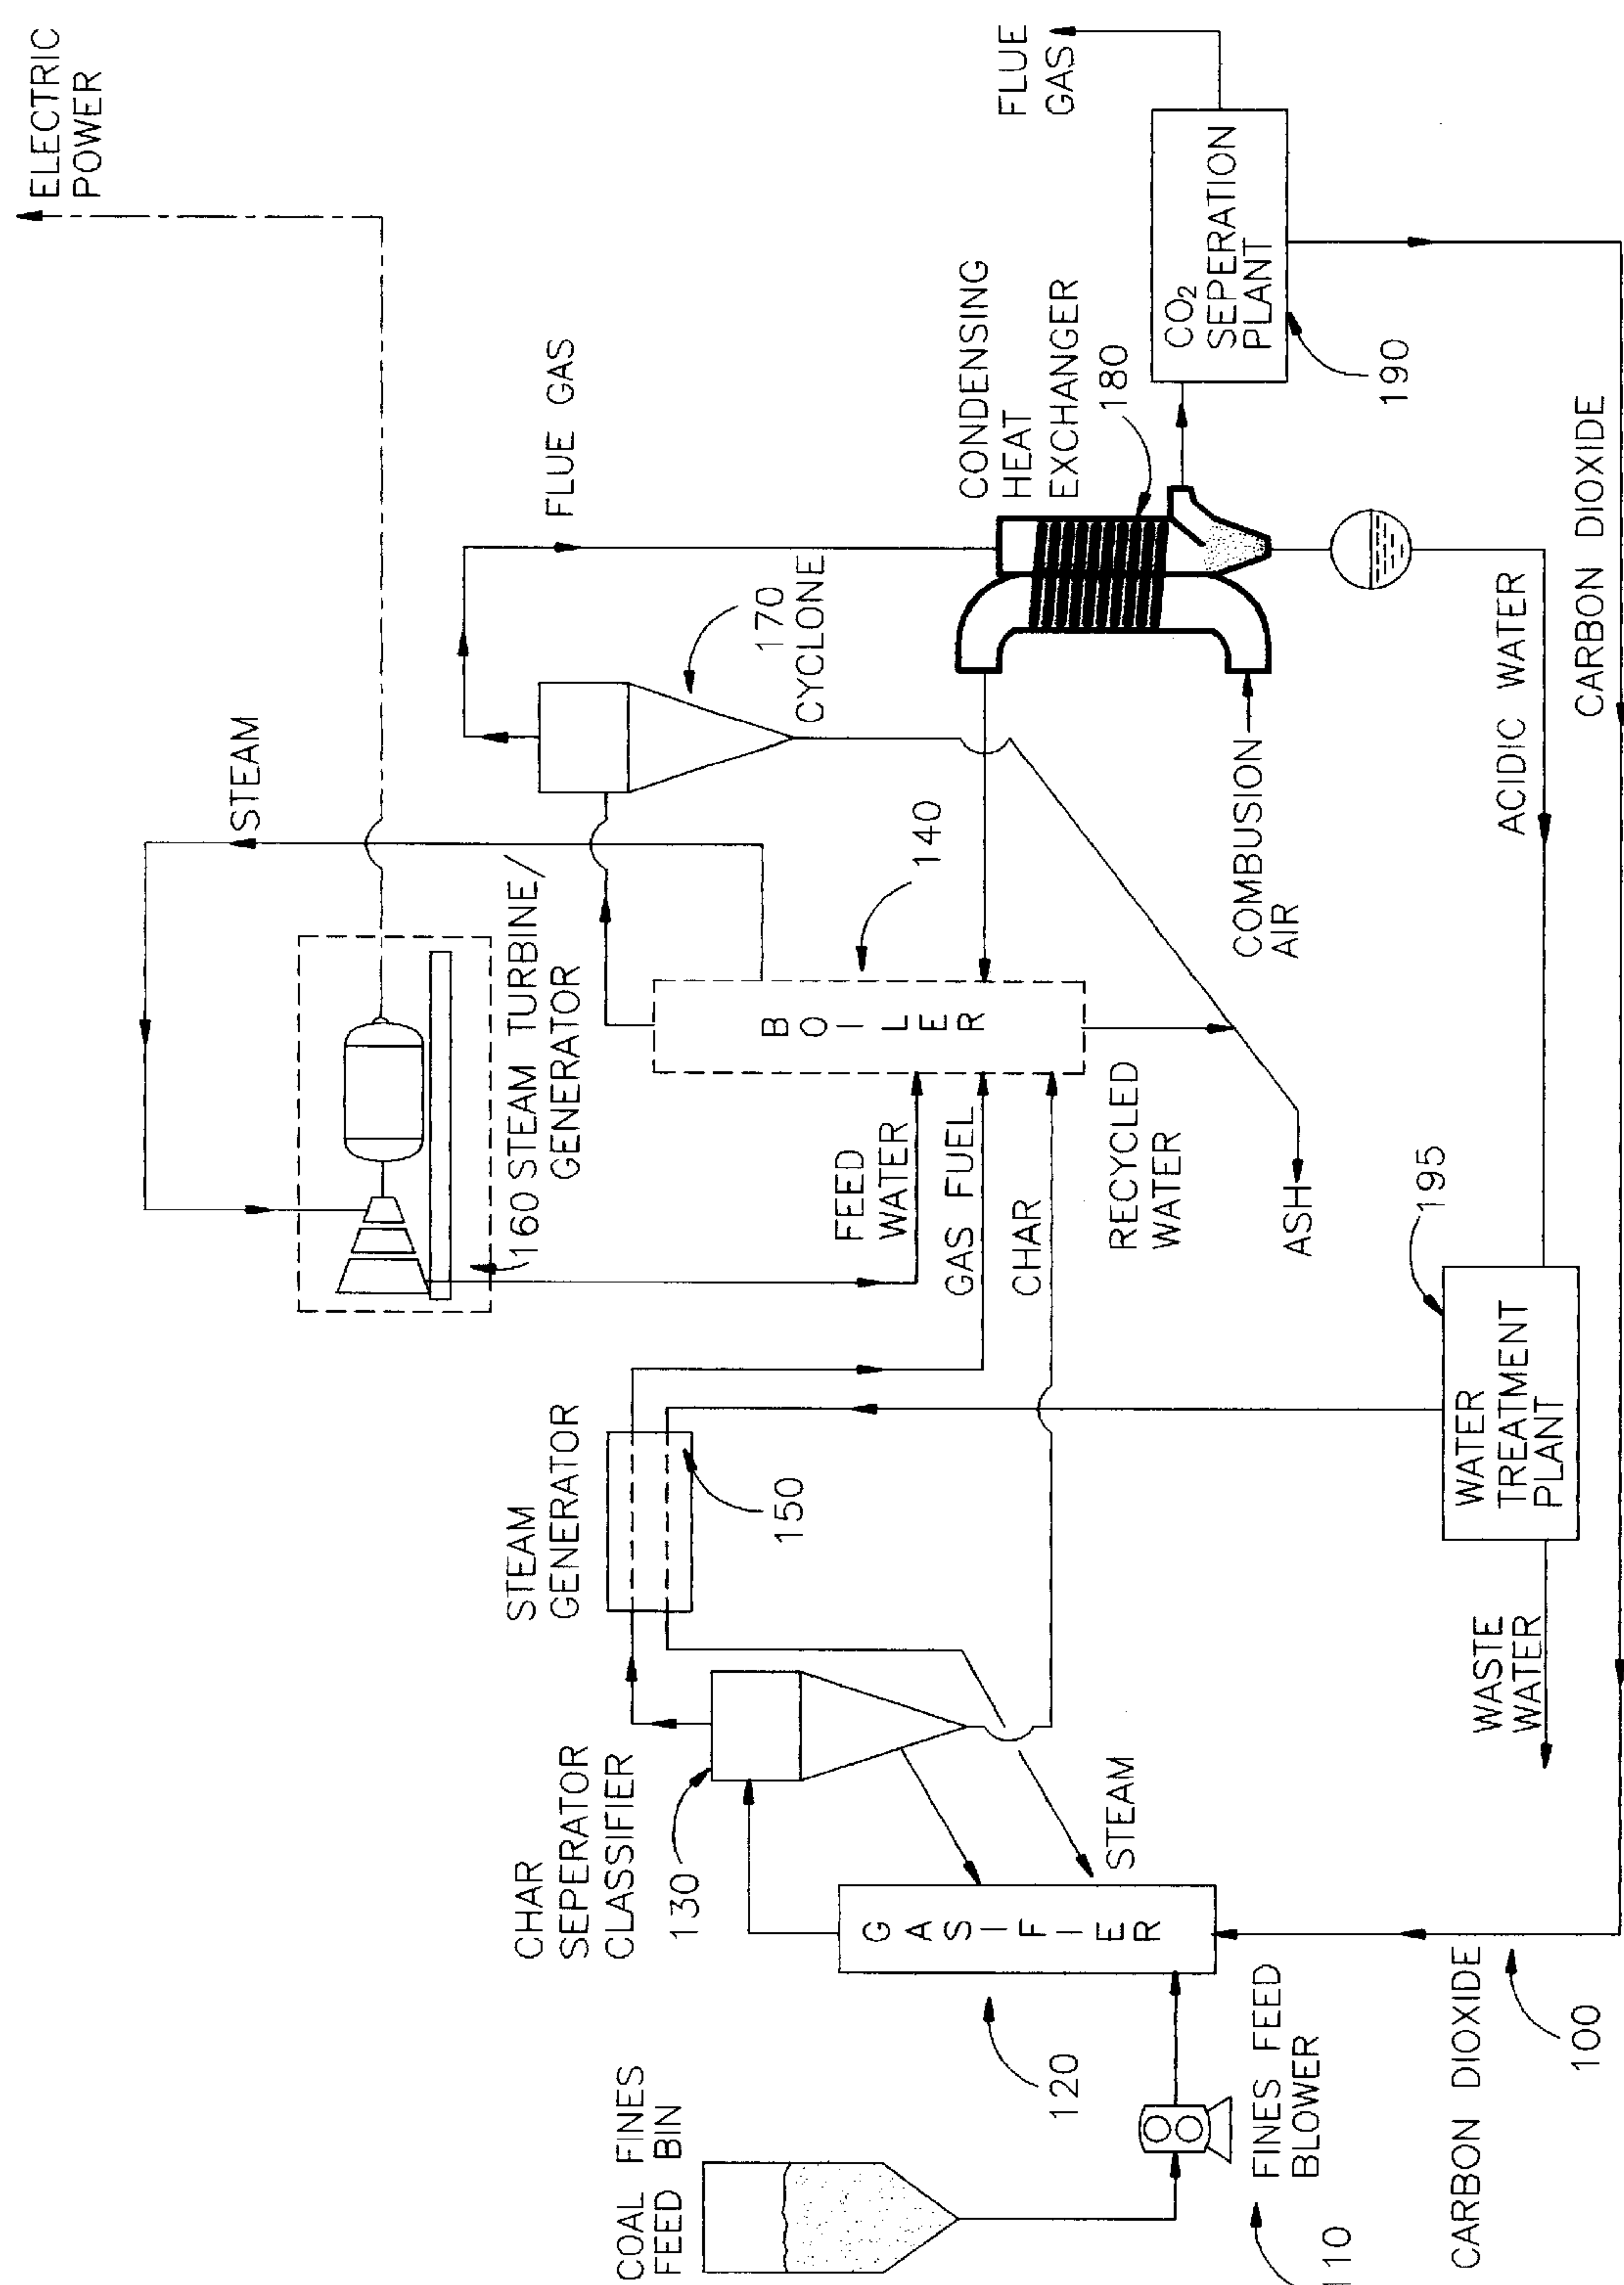 ELECTRIC
POWER
STEAM
160 STEAM TURBINE/
GENERATOR
FLUE GAS
FLUE
GAS
170
CYCLONE
CONDENSING
HEAT
EXCHANGER
180
CO2
SEPERATION
PLANT
190
140
BOILER
FEED
WATER
GAS FUEL
CHAR
RECYCLED
WATER
ASH
COMBUSION
AIR
STEAM
GENERATOR
150
CHAR
SEPERATOR
CLASSIFIER
130
GASIFIER
120
STEAM
COAL FINES
FEED BIN
FINES FEED
BLOWER
110
195
WATER
TREATMENT
PLANT
WASTE
WATER
ACIDIC WATER
CARBON DIOXIDE
CARBON DIOXIDE
100